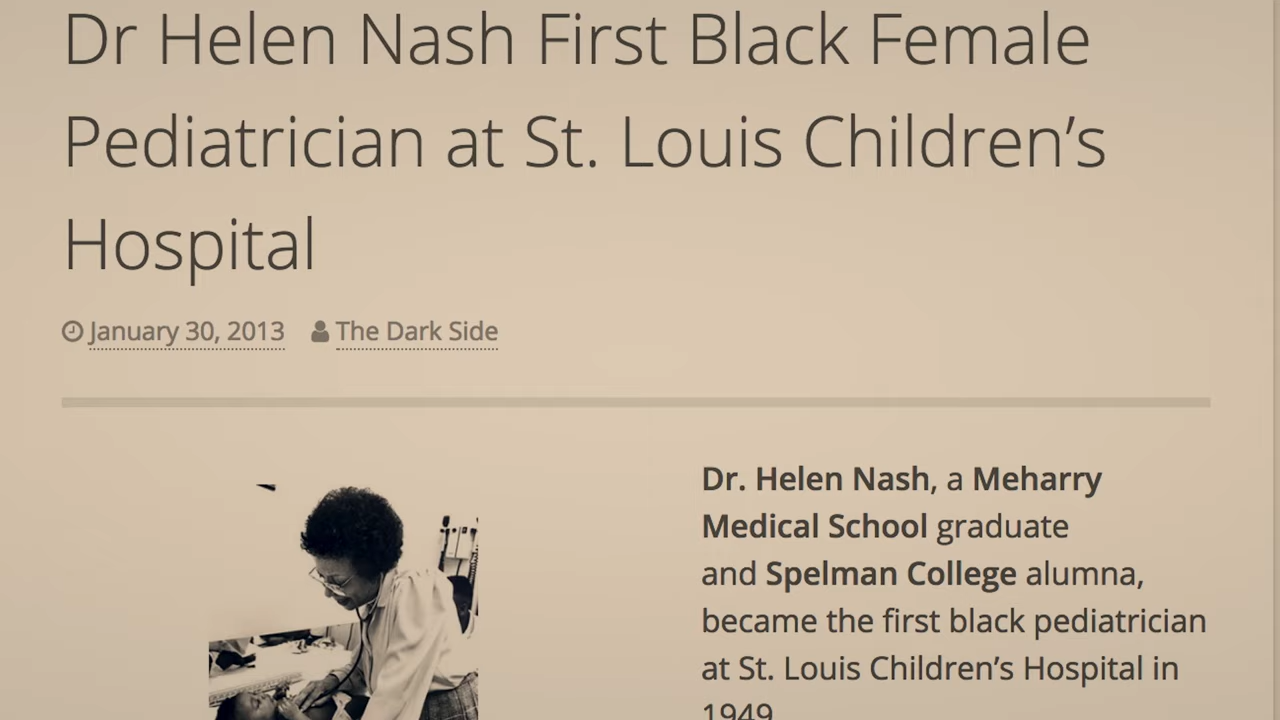 Dr Helen Nash First Black Female
Pediatrician at St. Louis Children’s
Hospital
January 30, 2013 The Dark Side
Dr. Helen Nash, a Meharry
Medical School graduate
and Spelman College alumna,
became the first black pediatrician
at St. Louis Children’s Hospital in
1949